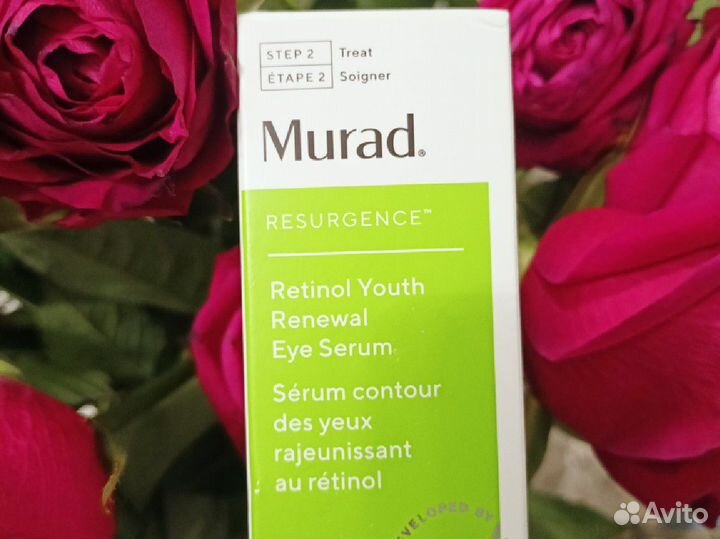 STEP 2 Treat
ÉTAPE 2 Soigner
Murad®
RESURGENCE™
Retinol Youth
Renewal
Eye Serum
Sérum contour
des yeux
rajeunissant
au rétinol
DEVELOPED BY
Avito